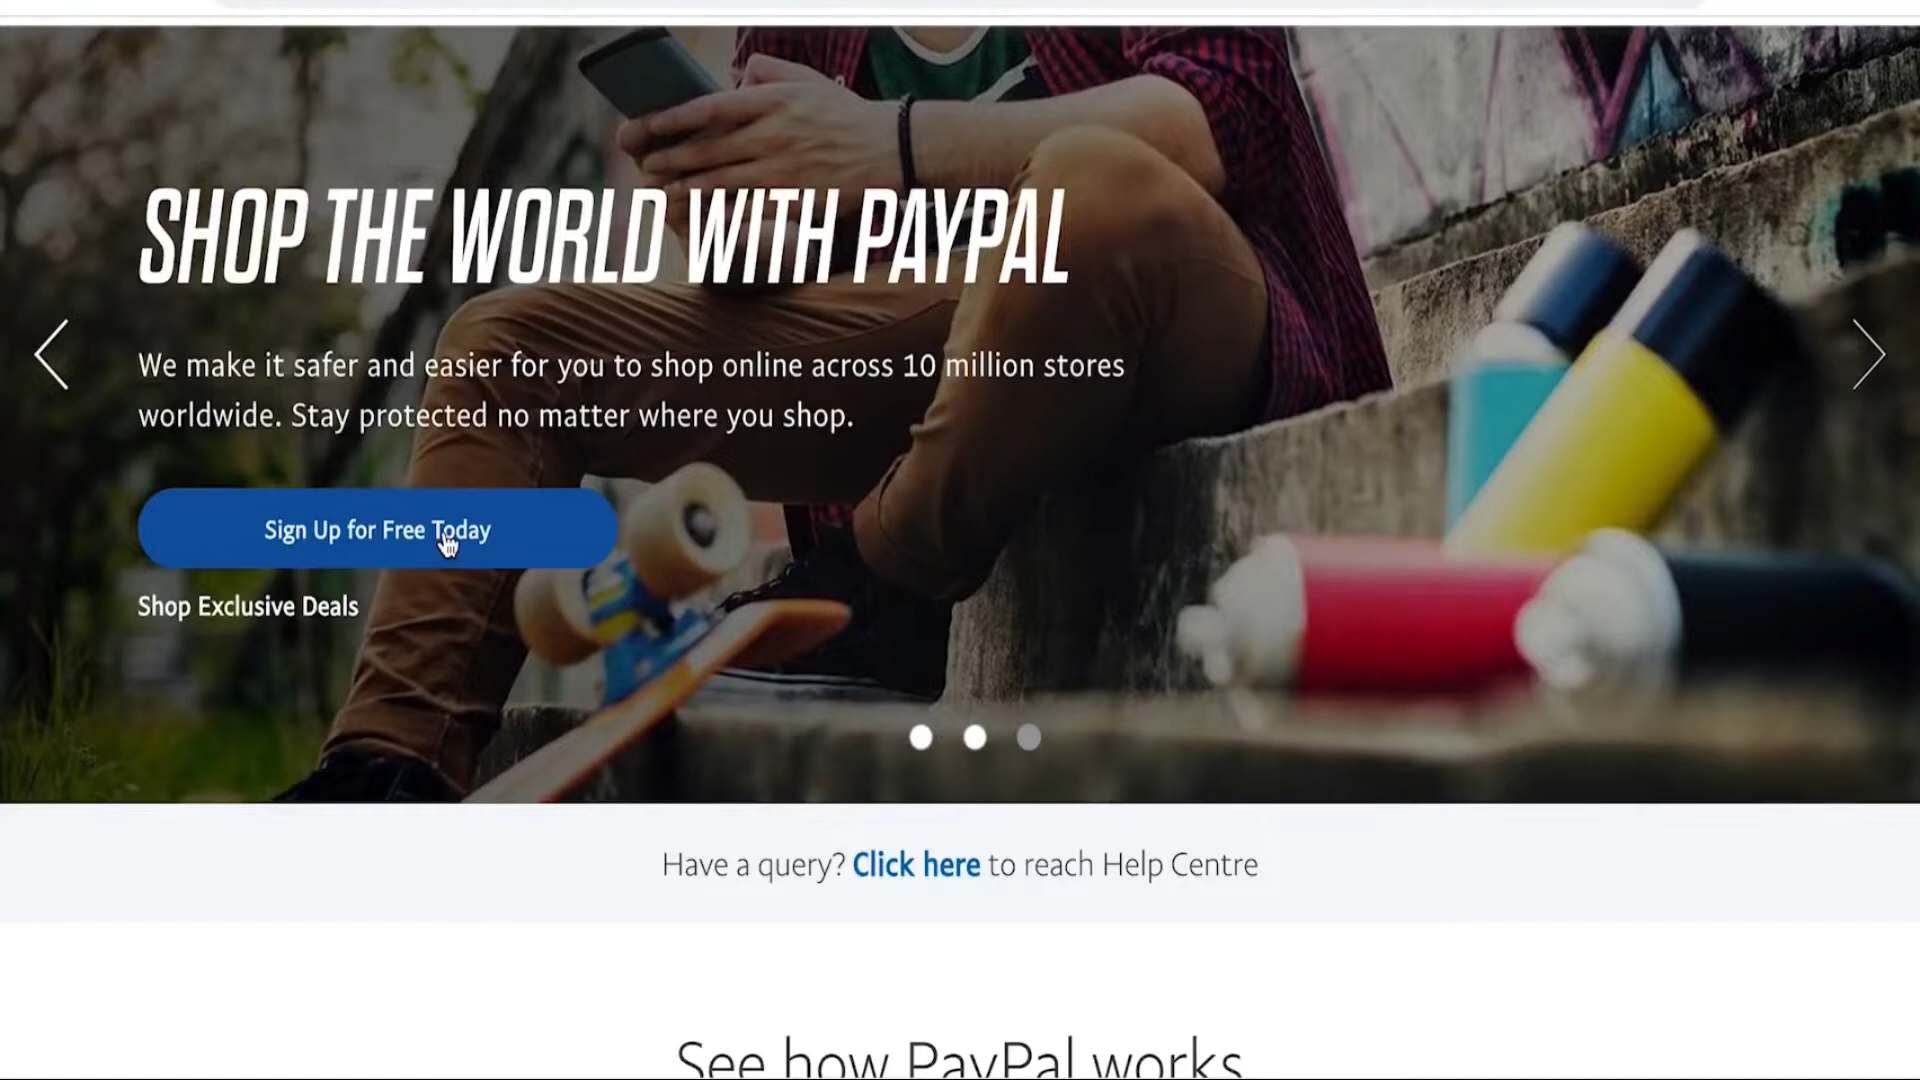 SHOP THE WORLD WITH PAYPAL
We make it safer and easier for you to shop online across 10 million stores
worldwide. Stay protected no matter where you shop.
Sign Up for Free Today
Shop Exclusive Deals
Have a query? Click here to reach Help Centre
See how PayPal works